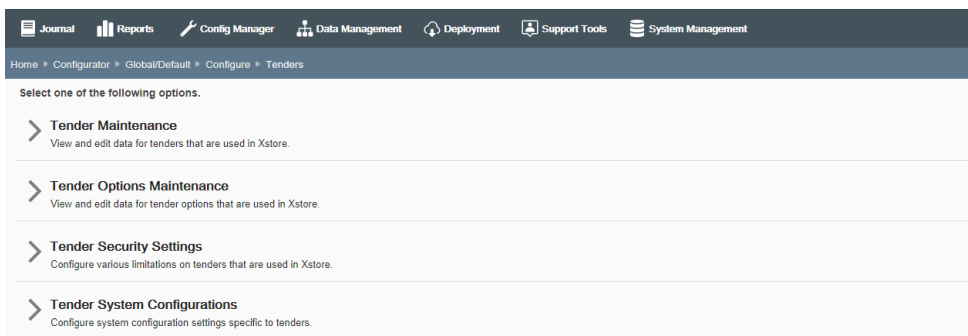 Journal Reports Config Manager Data Management Deployment Support Tools System Management
Home ▸ Configurator ▸ Global/Default ▸ Configure ▸ Tenders
Select one of the following options.
Tender Maintenance
View and edit data for tenders that are used in Xstore.
Tender Options Maintenance
View and edit data for tender options that are used in Xstore.
Tender Security Settings
Configure various limitations on tenders that are used in Xstore.
Tender System Configurations
Configure system configuration settings specific to tenders.